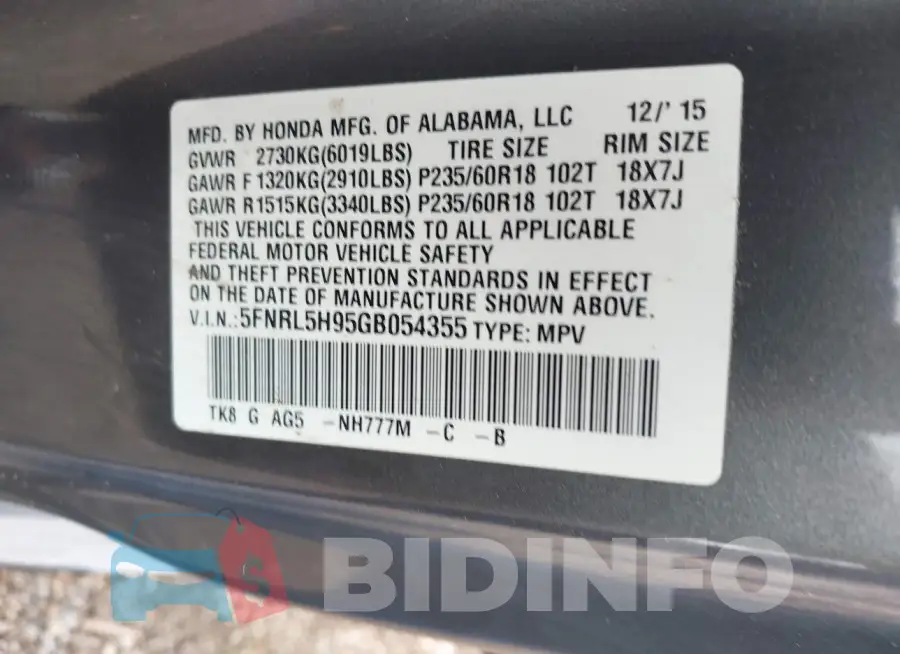 MFD. BY HONDA MFG. OF ALABAMA, LLC 12/' 15
GVWR 2730KG(6019LBS) TIRE SIZE RIM SIZE
GAWR F 1320KG(2910LBS) P235/60R18 102T 18X7J
GAWR R1515KG(3340LBS) P235/60R18 102T 18X7J
THIS VEHICLE CONFORMS TO ALL APPLICABLE
FEDERAL MOTOR VEHICLE SAFETY
AND THEFT PREVENTION STANDARDS IN EFFECT
ON THE DATE OF MANUFACTURE SHOWN ABOVE.
V.I.N.:5FNRL5H95GB054355 TYPE: MPV
TK8 G AG5 -NH777M -C -B
$ BIDINFO